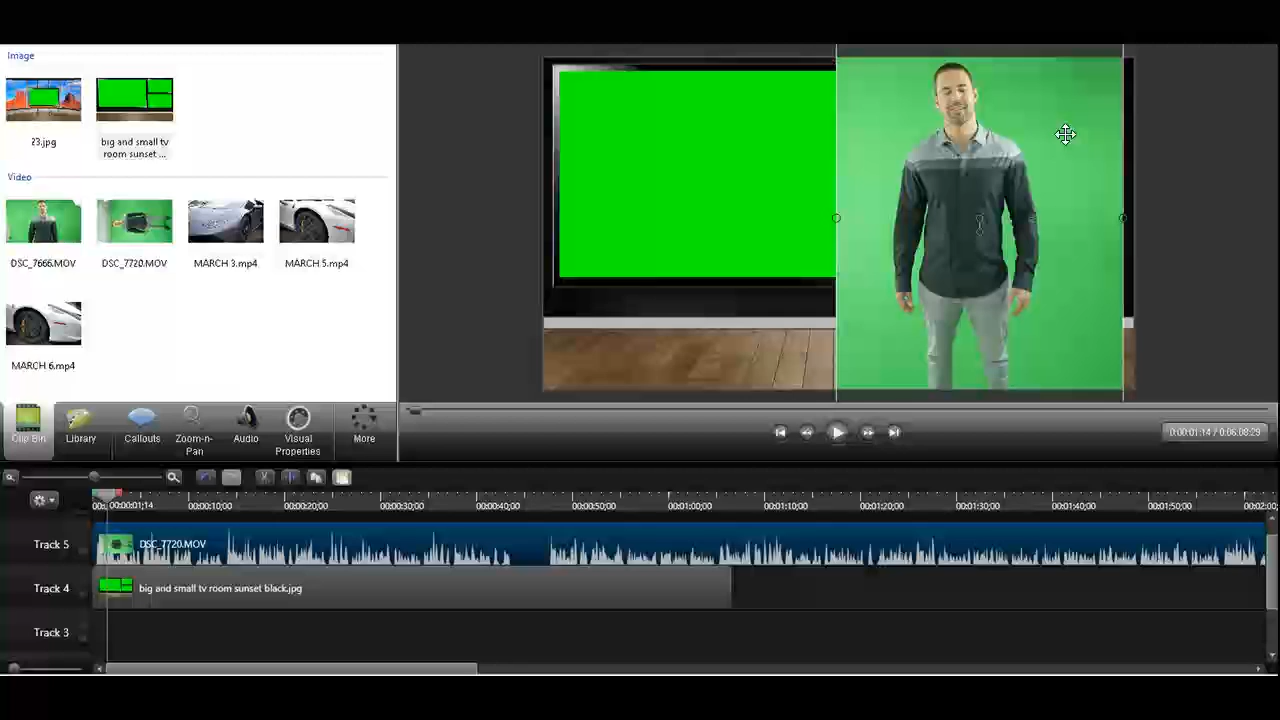 Image
23.jpg
big and small tv
room sunset ...
Video
DSC_7666.MOV
DSC_7720.MOV
MARCH 3.mp4
MARCH 5.mp4
MARCH 6.mp4
Clip Bin
Library
Callouts
Zoom-n-
Pan
Audio
Visual
Properties
More
0:00:01:14 / 0:06:08:29
00:00:01;14
00:00:10;00
00:00:20;00
00:00:30;00
00:00:40;00
00:00:50;00
00:01:00;00
00:01:10;00
00:01:20;00
00:01:30;00
00:01:40;00
00:01:50;00
00:02:00;
Track 5
DSC_7720.MOV
Track 4
big and small tv room sunset black.jpg
Track 3